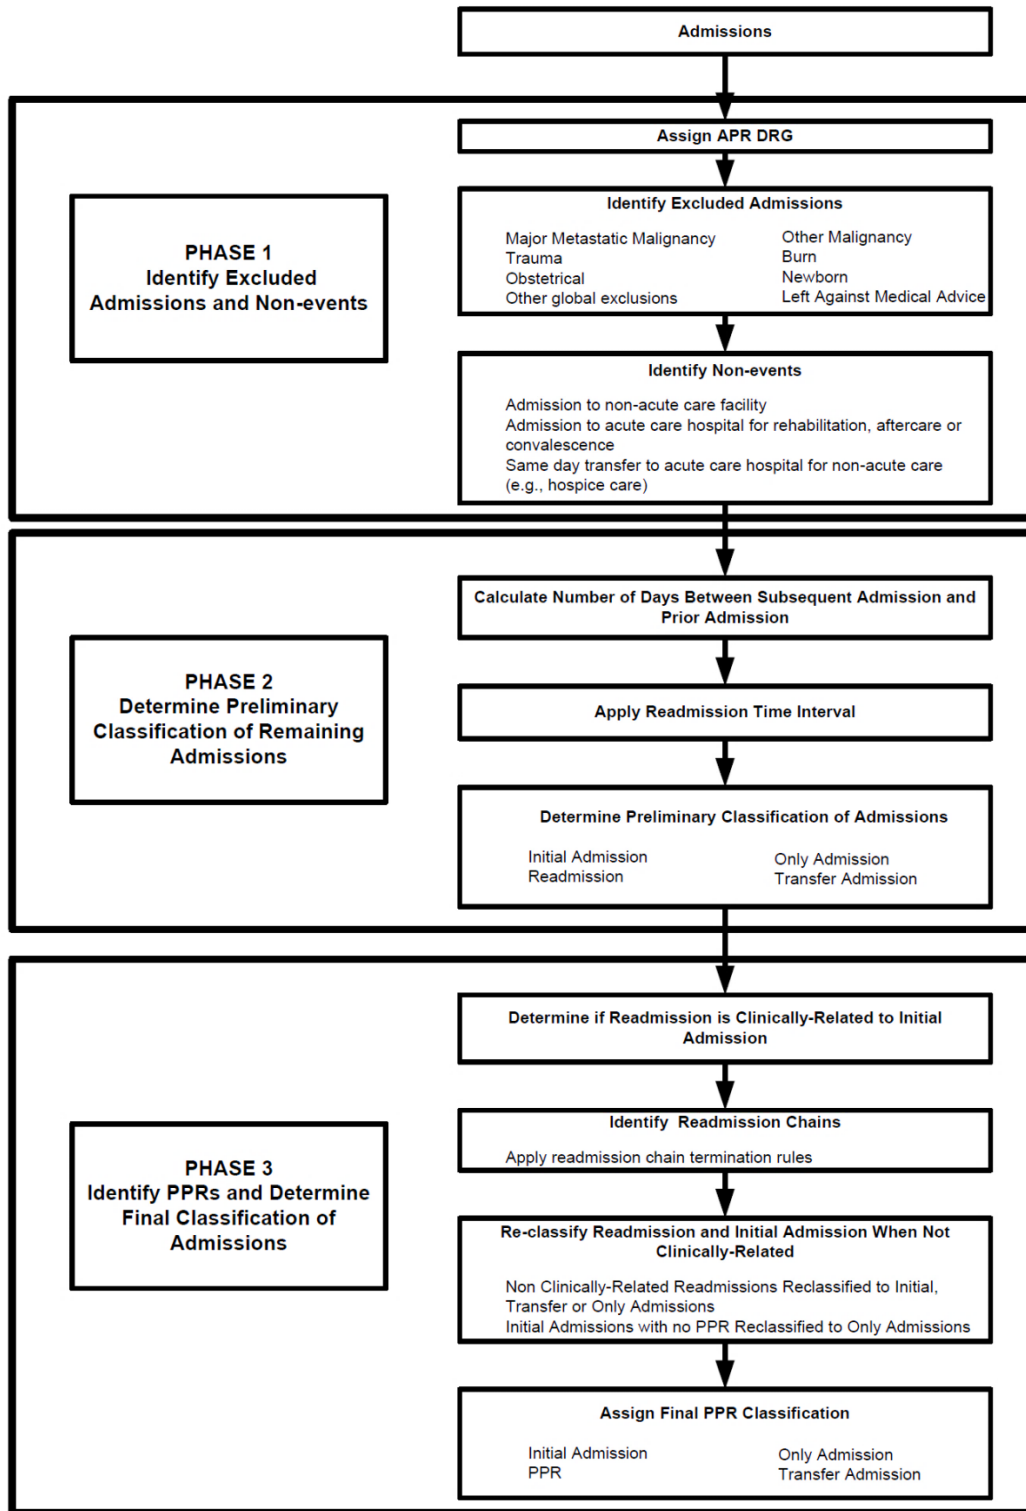 Admissions
Assign APR DRG
PHASE 1
Identify Excluded
Admissions and Non-events
Identify Excluded Admissions
Major Metastatic Malignancy
Trauma
Obstetrical
Other global exclusions
Other Malignancy
Burn
Newborn
Left Against Medical Advice
Identify Non-events
Admission to non-acute care facility
Admission to acute care hospital for rehabilitation, aftercare or
convalescence
Same day transfer to acute care hospital for non-acute care
(e.g., hospice care)
PHASE 2
Determine Preliminary
Classification of Remaining
Admissions
Calculate Number of Days Between Subsequent Admission and
Prior Admission
Apply Readmission Time Interval
Determine Preliminary Classification of Admissions
Initial Admission
Readmission
Only Admission
Transfer Admission
PHASE 3
Identify PPRs and Determine
Final Classification of
Admissions
Determine if Readmission is Clinically-Related to Initial
Admission
Identify Readmission Chains
Apply readmission chain termination rules
Re-classify Readmission and Initial Admission When Not
Clinically-Related
Non Clinically-Related Readmissions Reclassified to Initial,
Transfer or Only Admissions
Initial Admissions with no PPR Reclassified to Only Admissions
Assign Final PPR Classification
Initial Admission
PPR
Only Admission
Transfer Admission